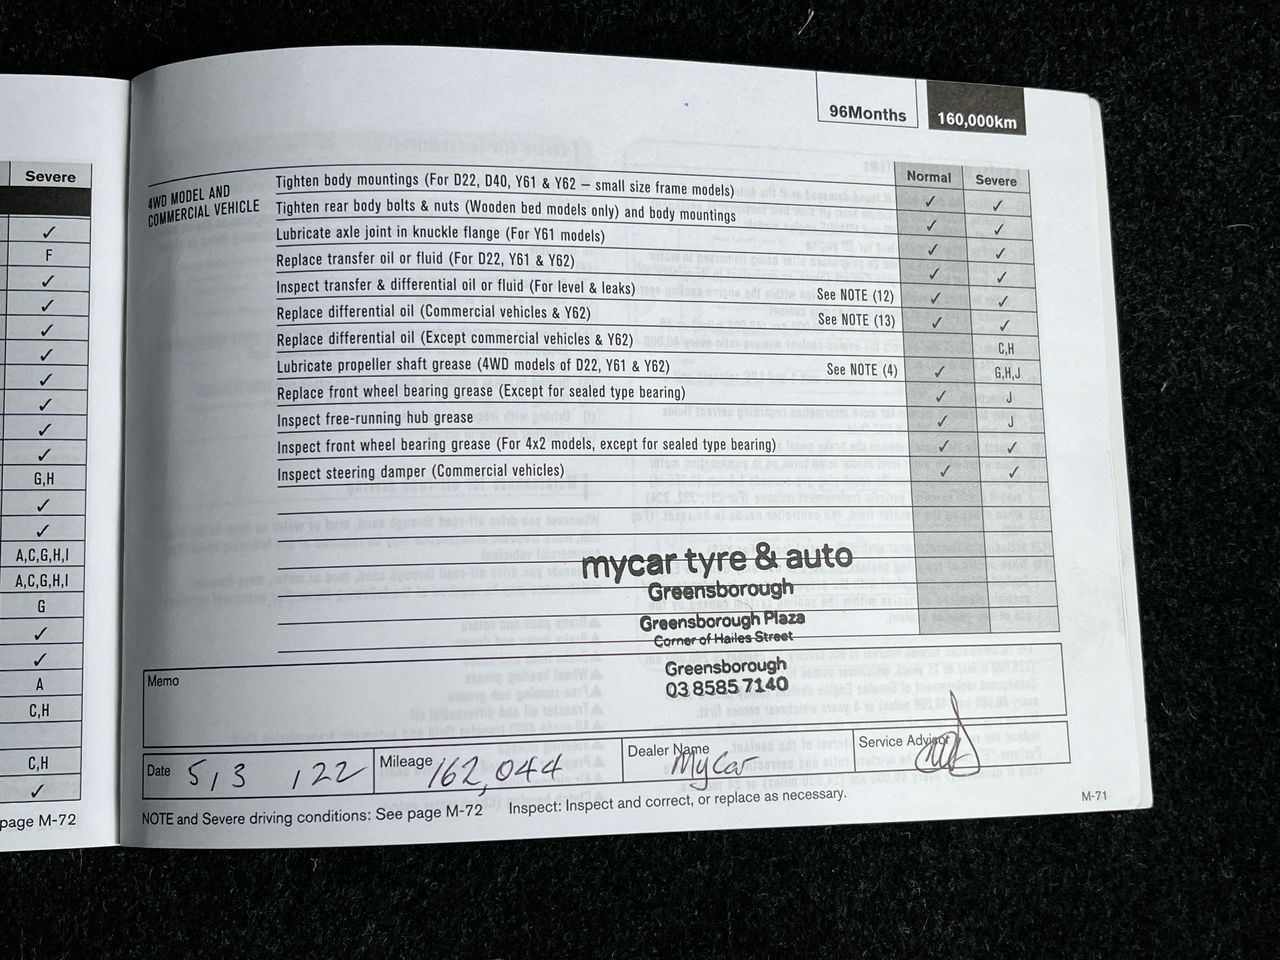 96Months
160,000km
Severe
✓
F
✓
✓
✓
✓
✓
✓
✓
✓
G,H
✓
✓
A,C,G,H,I
A,C,G,H,I
G
✓
✓
A
C,H
C,H
✓
page M-72
4WD MODEL AND
COMMERCIAL VEHICLE
Normal Severe
Tighten body mountings (For D22, D40, Y61 & Y62 – small size frame models) ✓ ✓
Tighten rear body bolts & nuts (Wooden bed models only) and body mountings ✓ ✓
Lubricate axle joint in knuckle flange (For Y61 models) ✓ ✓
Replace transfer oil or fluid (For D22, Y61 & Y62) ✓ ✓
Inspect transfer & differential oil or fluid (For level & leaks) See NOTE (12) ✓ ✓
Replace differential oil (Commercial vehicles & Y62) See NOTE (13) ✓ ✓
Replace differential oil (Except commercial vehicles & Y62) C,H
Lubricate propeller shaft grease (4WD models of D22, Y61 & Y62) See NOTE (4) ✓ G,H,J
Replace front wheel bearing grease (Except for sealed type bearing) ✓ J
Inspect free-running hub grease ✓ J
Inspect front wheel bearing grease (For 4x2 models, except for sealed type bearing) ✓ ✓
Inspect steering damper (Commercial vehicles) ✓ ✓
mycar tyre & auto
Greensborough
Greensborough Plaza
Corner of Hailes Street
Greensborough
03 8585 7140
Memo
Date 5/3/22 Mileage 162,044 Dealer Name MyCar Service Advisor
NOTE and Severe driving conditions: See page M-72 Inspect: Inspect and correct, or replace as necessary.
M-71